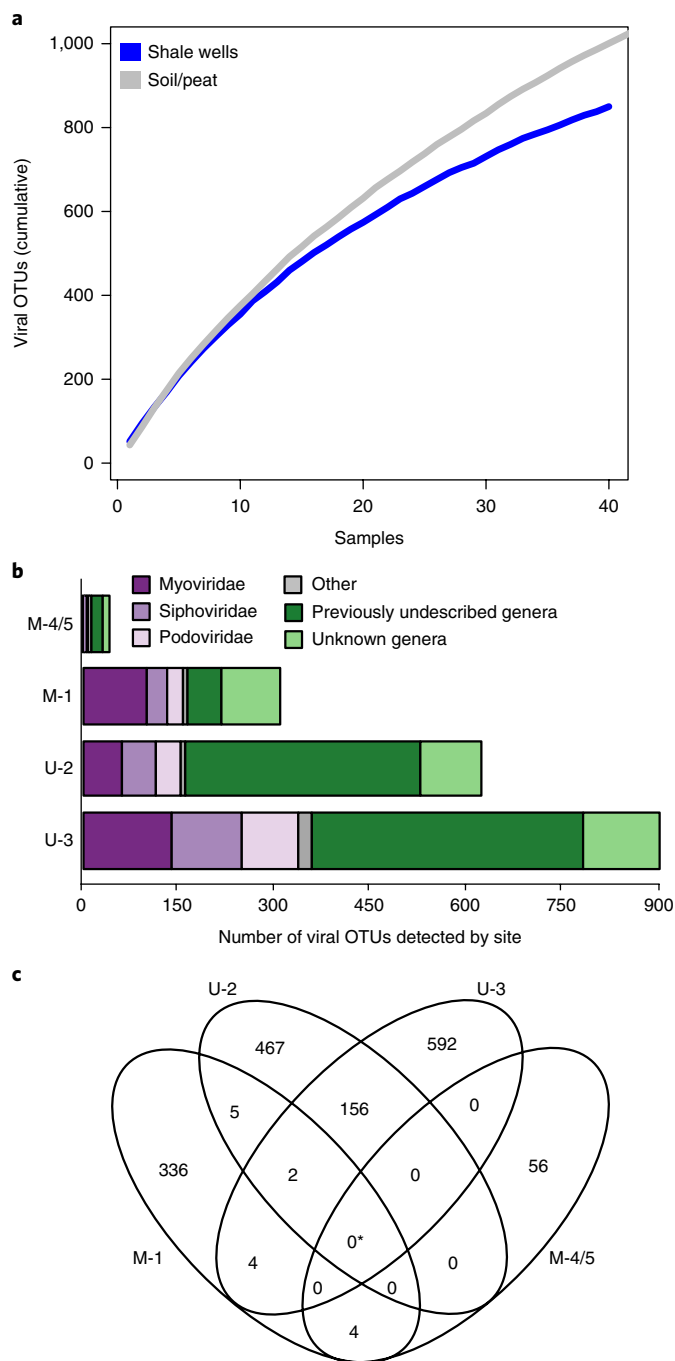 a
1,000
800
600
400
200
0
Viral OTUs (cumulative)
Shale wells
Soil/peat
0 10 20 30 40
Samples
b
Myoviridae
Siphoviridae
Podoviridae
Other
Previously undescribed genera
Unknown genera
M-4/5
M-1
U-2
U-3
0 150 300 450 600 750 900
Number of viral OTUs detected by site
c
U-2 U-3
467 592
5 156 0
336 2 0 56
0*
M-1 4 0 M-4/5
0 0
4